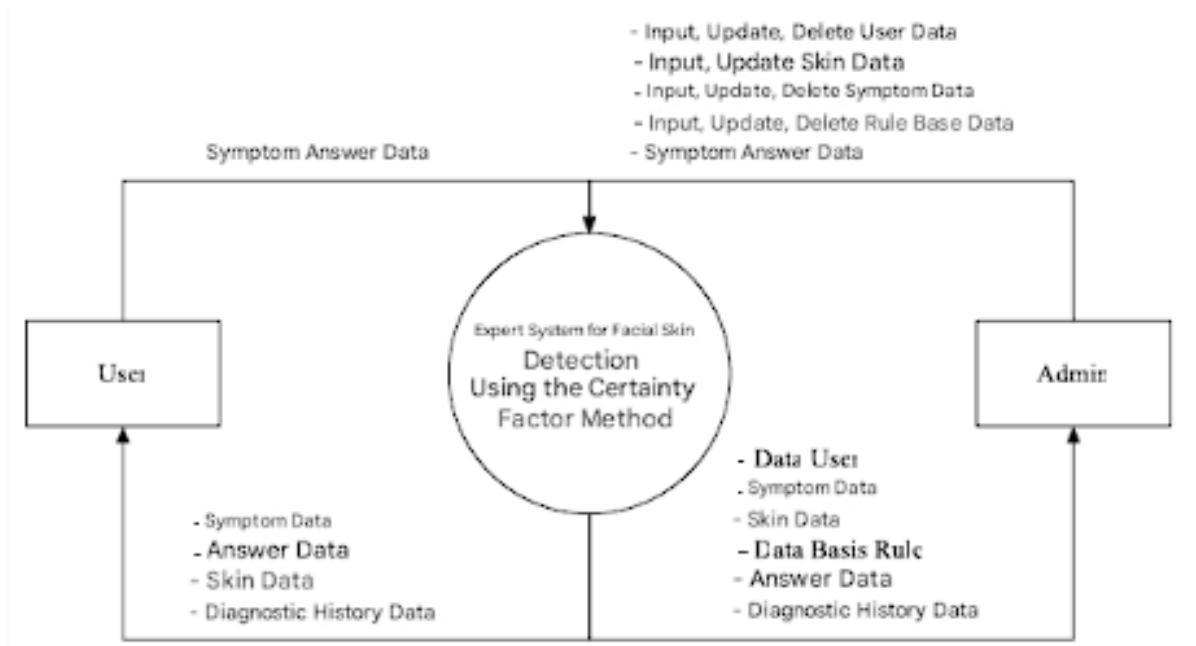 - Input, Update, Delete User Data
- Input, Update Skin Data
- Input, Update, Delete Symptom Data
- Input, Update, Delete Rule Base Data
- Symptom Answer Data
Symptom Answer Data
Expert System for Facial Skin
Detection
Using the Certainty
Factor Method
User
Admin
- Data User
- Symptom Data
- Skin Data
- Data Basis Rule
- Answer Data
- Diagnostic History Data
- Symptom Data
- Answer Data
- Skin Data
- Diagnostic History Data